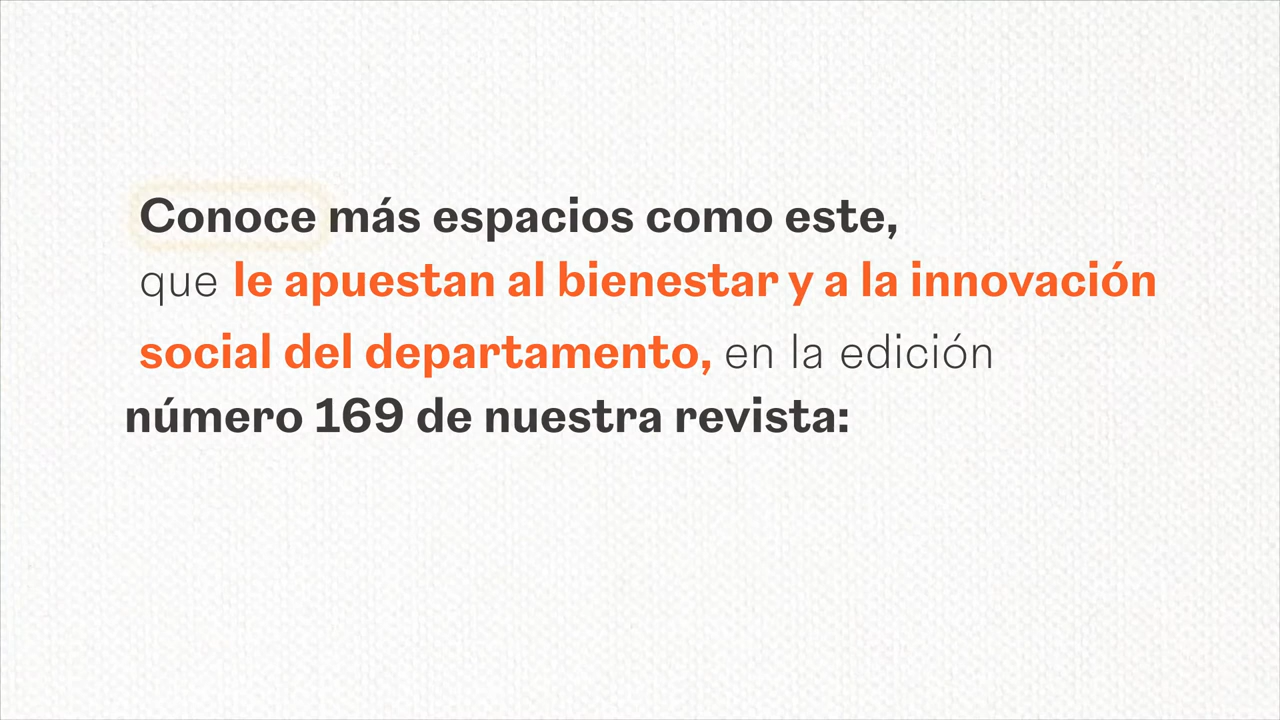 Conoce más espacios como este,
que le apuestan al bienestar y a la innovación
social del departamento, en la edición
número 169 de nuestra revista: